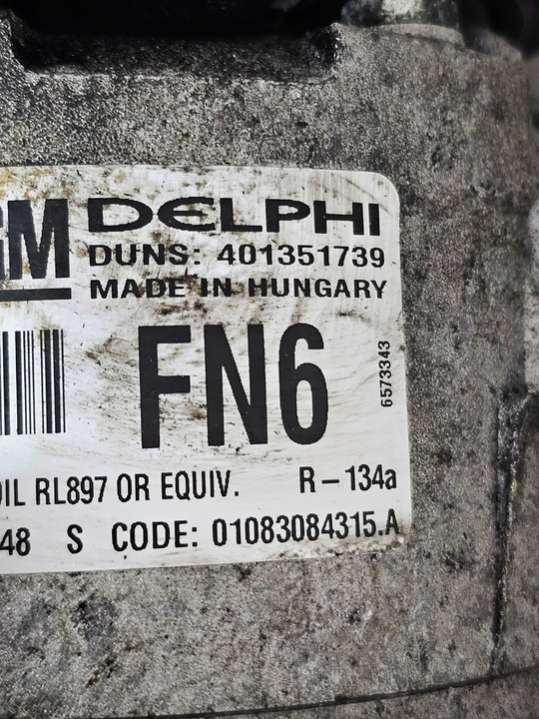 GM DELPHI
DUNS: 401351739
MADE IN HUNGARY
FN6
6573343
OIL RL897 OR EQUIV. R-134a
48 S CODE: 01083084315.A